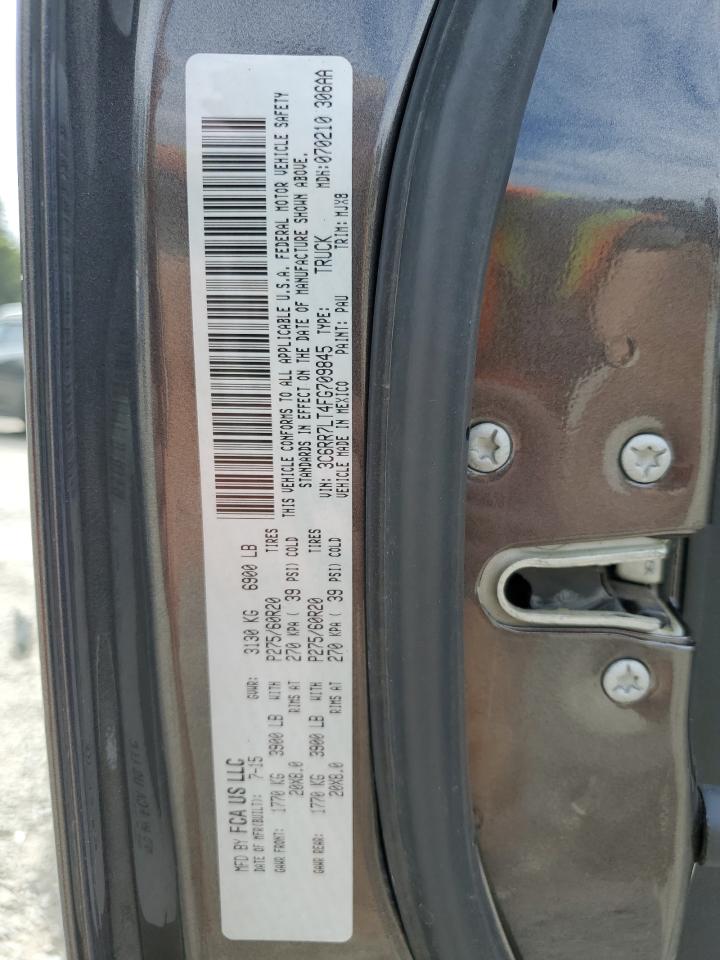 MFD BY FCA US LLC
DATE OF MFR(BUILT): 7-15 GVWR: 3130 KG 6900 LB
GAWR FRONT: 1770 KG 3900 LB WITH P275/60R20 TIRES
20X8.0 RIMS AT 270 KPA ( 39 PSI) COLD
GAWR REAR: 1770 KG 3900 LB WITH P275/60R20 TIRES
20X8.0 RIMS AT 270 KPA ( 39 PSI) COLD
THIS VEHICLE CONFORMS TO ALL APPLICABLE U.S.A. FEDERAL MOTOR VEHICLE SAFETY
STANDARDS IN EFFECT ON THE DATE OF MANUFACTURE SHOWN ABOVE.
VIN: 3C6RR7LT4FG709845 TYPE: TRUCK MDH:070210 306AA
VEHICLE MADE IN MEXICO PAINT: PAU TRIM: MJX8